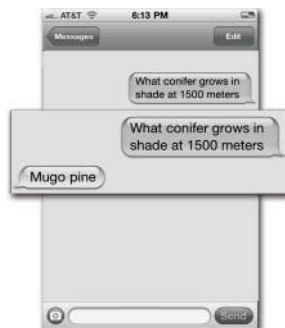 AT&T
6:13 PM
Messages
Edit
What conifer grows in
shade at 1500 meters
What conifer grows in
shade at 1500 meters
Mugo pine
Send